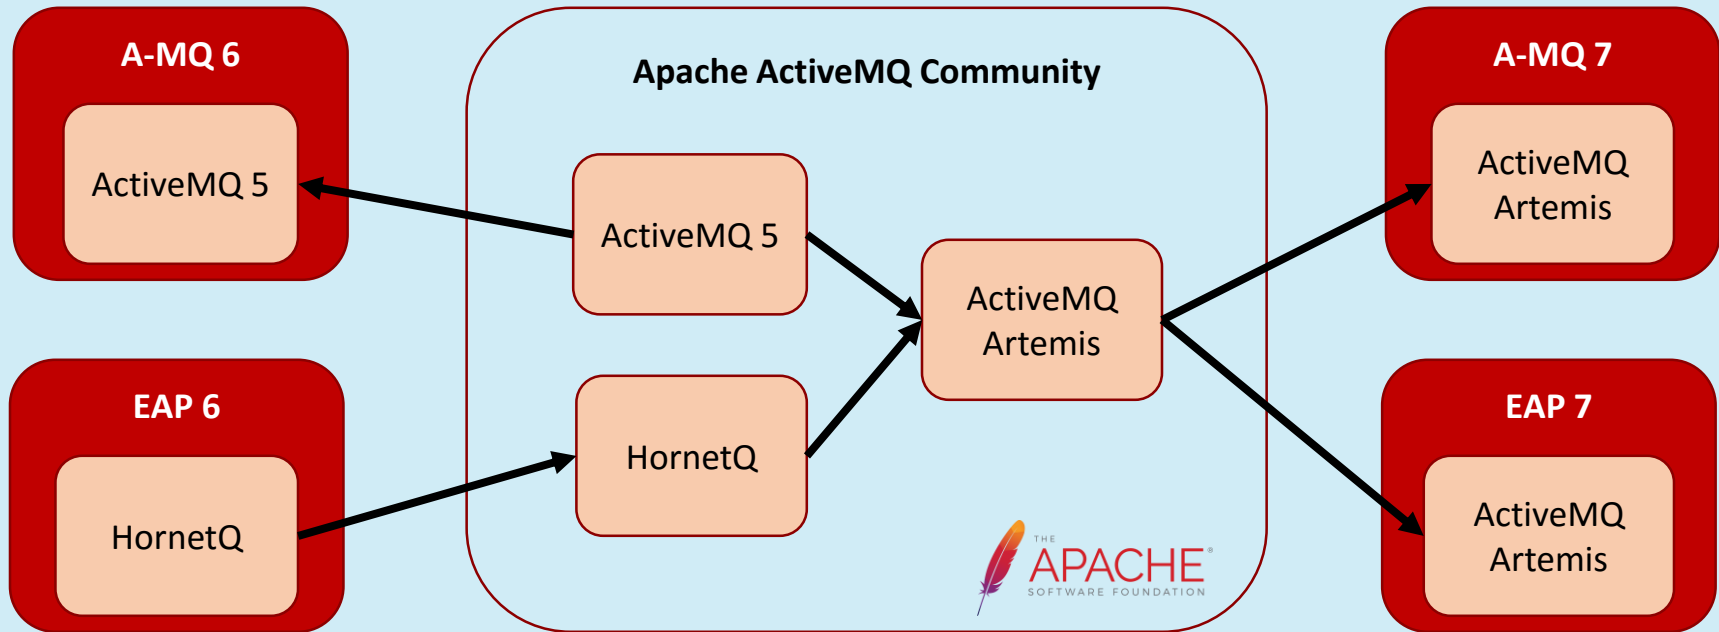 A-MQ 6
ActiveMQ 5
EAP 6
HornetQ
Apache ActiveMQ Community
ActiveMQ 5
HornetQ
ActiveMQ
Artemis
THE
APACHE®
SOFTWARE FOUNDATION
A-MQ 7
ActiveMQ
Artemis
EAP 7
ActiveMQ
Artemis